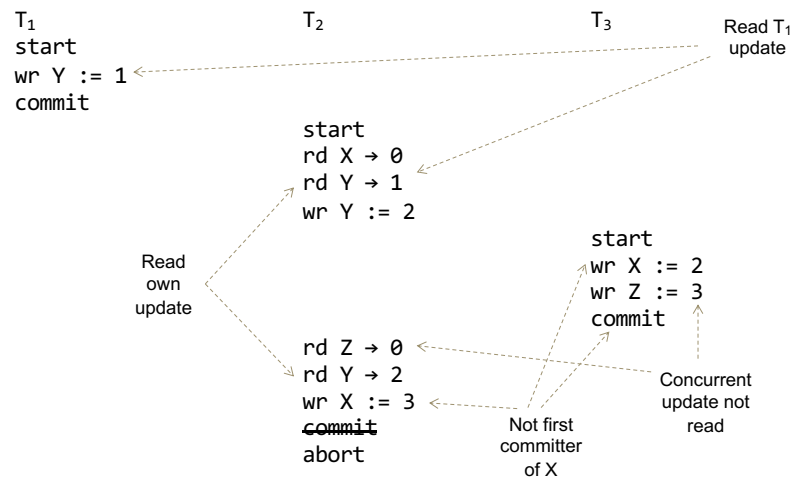 T₁
T₂
T₃
Read T₁
update
start
wr Y := 1
commit
start
rd X → 0
rd Y → 1
wr Y := 2
start
wr X := 2
wr Z := 3
commit
Read
own
update
rd Z → 0
rd Y → 2
wr X := 3
commit
abort
Concurrent
update not
read
Not first
committer
of X